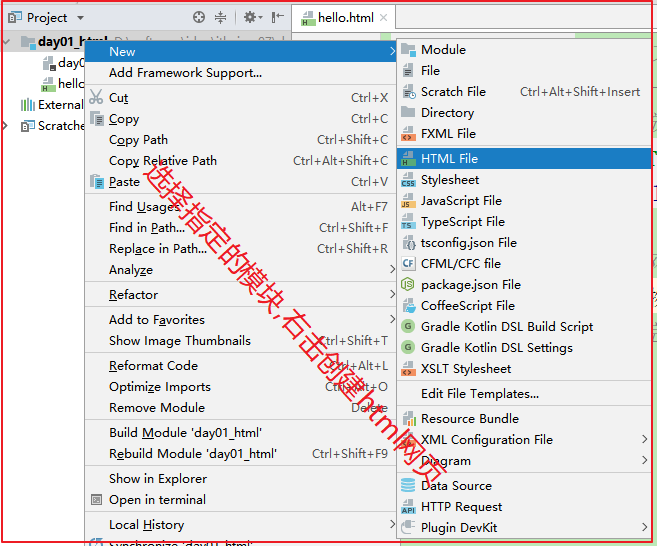 Project
hello.html
day01_html
day0
hello
External
Scratche
New
Add Framework Support...
Cut Ctrl+X
Copy Ctrl+C
Copy Path Ctrl+Shift+C
Copy Relative Path Ctrl+Alt+Shift+C
Paste Ctrl+V
Find Usages Alt+F7
Find in Path... Ctrl+Shift+F
Replace in Path... Ctrl+Shift+R
Analyze
Refactor
Add to Favorites
Show Image Thumbnails Ctrl+Shift+T
Reformat Code Ctrl+Alt+L
Optimize Imports Ctrl+Alt+O
Remove Module Delete
Build Module 'day01_html'
Rebuild Module 'day01_html' Ctrl+Shift+F9
Show in Explorer
Open in terminal
Local History
Synchronize 'day01_html'
Module
File
Scratch File Ctrl+Alt+Shift+Insert
Directory
FXML File
HTML File
Stylesheet
JavaScript File
TypeScript File
tsconfig.json File
CFML/CFC file
package.json File
CoffeeScript File
Gradle Kotlin DSL Build Script
Gradle Kotlin DSL Settings
XSLT Stylesheet
Edit File Templates...
Resource Bundle
XML Configuration File
Diagram
Data Source
HTTP Request
Plugin DevKit
选择指定的模块,右击创建html网页